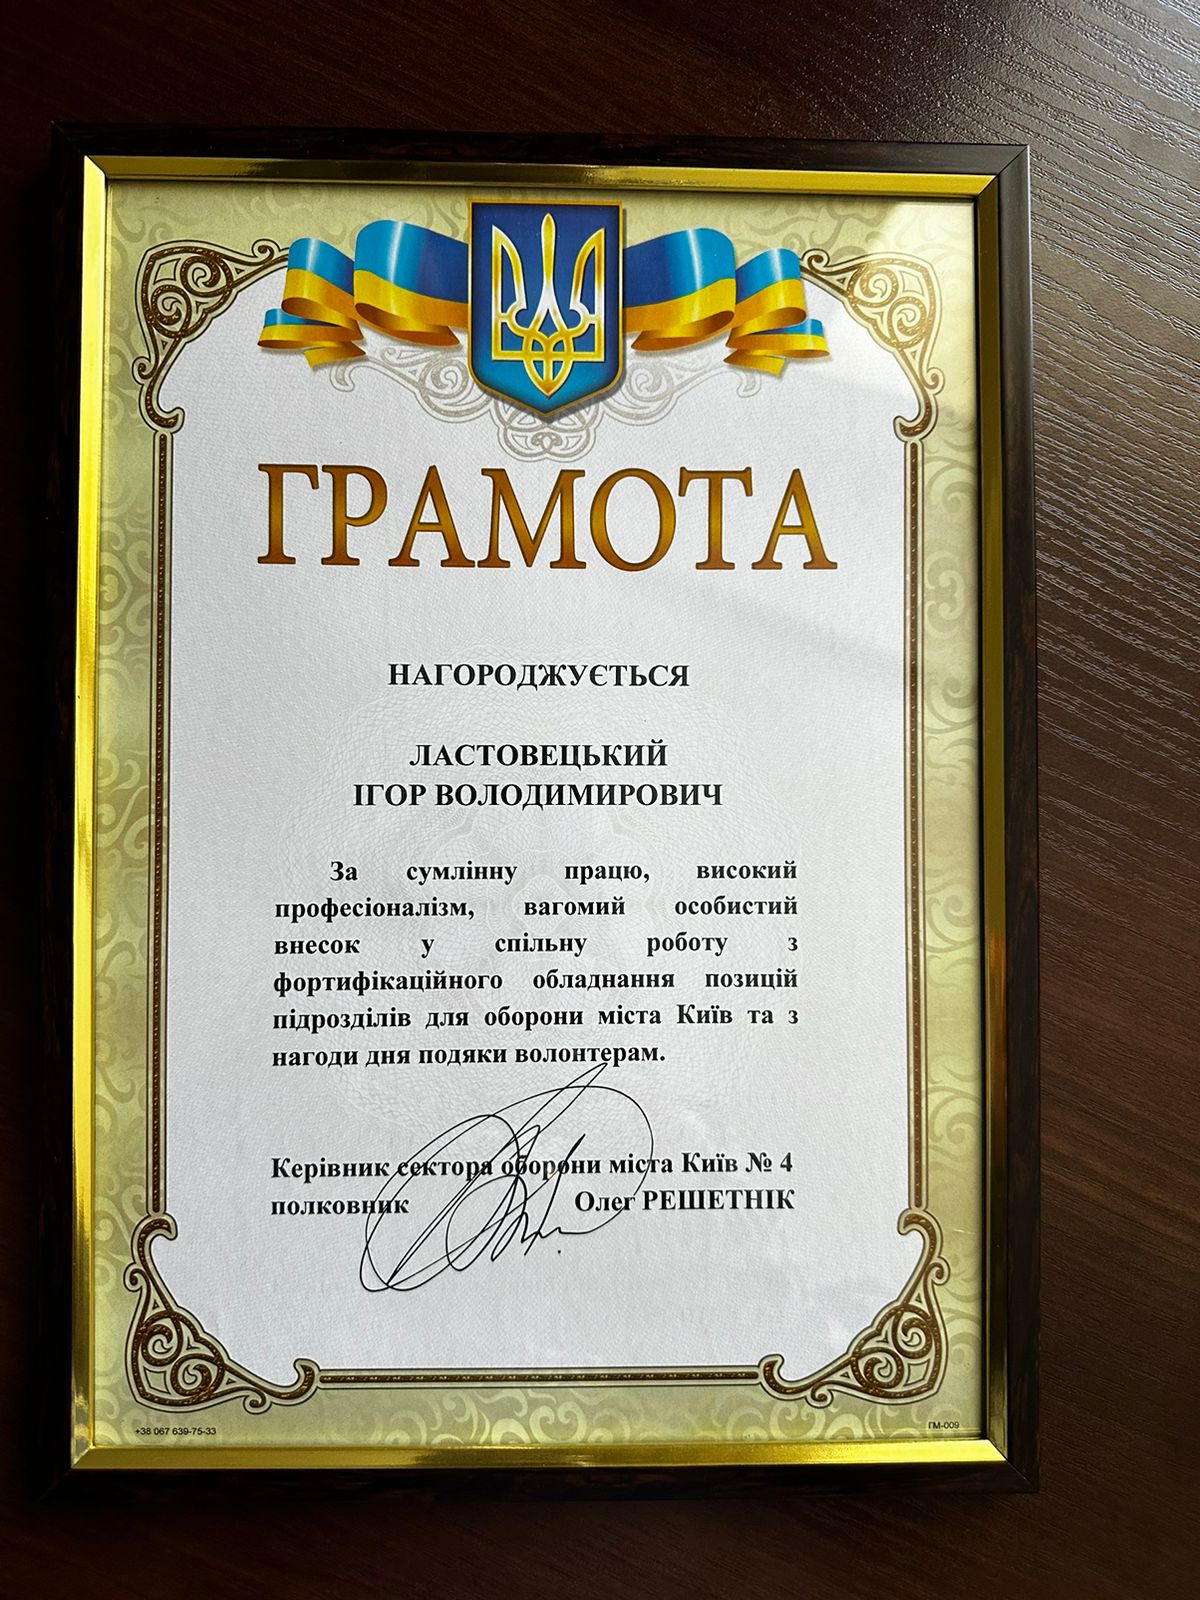 ГРАМОТА
НАГОРОДЖУЄТЬСЯ
ЛАСТОВЕЦЬКИЙ
ІГОР ВОЛОДИМИРОВИЧ
За сумлінну працю, високий
професіоналізм, вагомий особистий
внесок у спільну роботу з
фортифікаційного обладнання позицій
підрозділів для оборони міста Київ та з
нагоди дня подяки волонтерам.
Керівник сектора оборони міста Київ № 4
полковник Олег РЕШЕТНІК
+38 067 639-75-33 ГМ-009